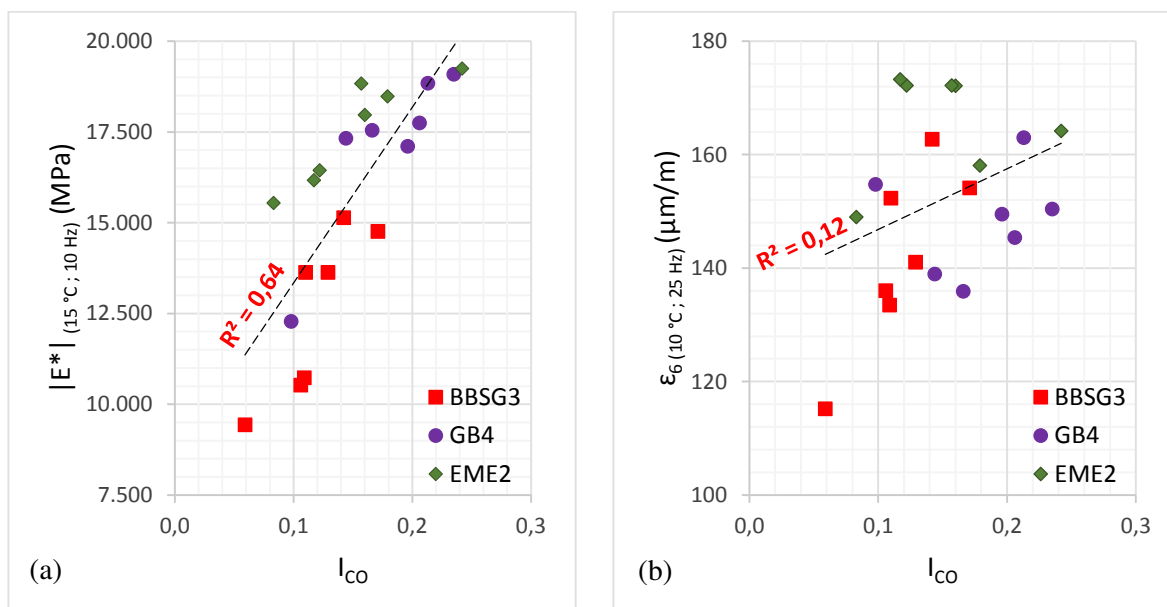 20.000
17.500
15.000
12.500
10.000
7.500
|E*| (15 °C ; 10 Hz) (MPa)
R² = 0,64
BBSG3
GB4
EME2
0,0 0,1 0,2 0,3
(a)
I_CO
180
160
140
120
100
ε6 (10 °C ; 25 Hz) (µm/m)
R² = 0,12
BBSG3
GB4
EME2
0,0 0,1 0,2 0,3
(b)
I_CO